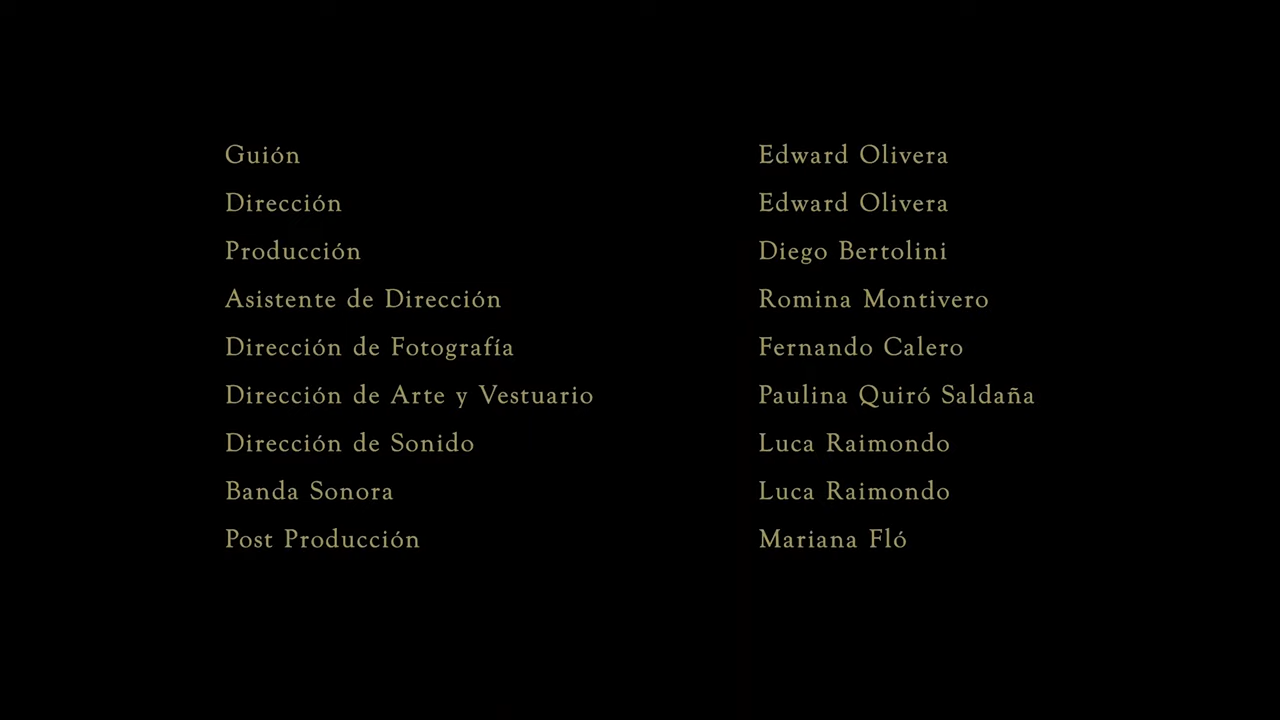 Guión Edward Olivera
Dirección Edward Olivera
Producción Diego Bertolini
Asistente de Dirección Romina Montivero
Dirección de Fotografía Fernando Calero
Dirección de Arte y Vestuario Paulina Quiró Saldaña
Dirección de Sonido Luca Raimondo
Banda Sonora Luca Raimondo
Post Producción Mariana Fló